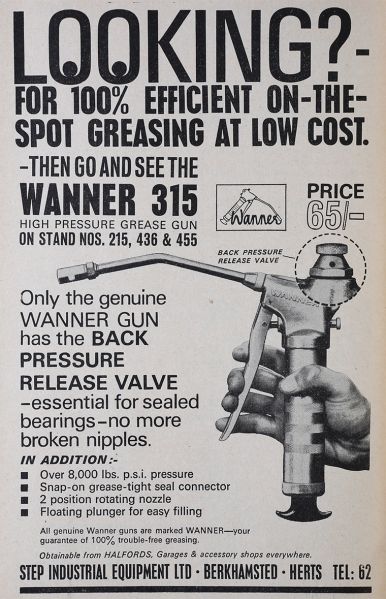 LOOKING?-
FOR 100% EFFICIENT ON-THE-
SPOT GREASING AT LOW COST.
-THEN GO AND SEE THE
WANNER 315
HIGH PRESSURE GREASE GUN
ON STAND NOS. 215, 436 & 455
Wanner
PRICE
65/-
BACK PRESSURE
RELEASE VALVE
WANNER
Only the genuine
WANNER GUN
has the BACK
PRESSURE
RELEASE VALVE
-essential for sealed
bearings-no more
broken nipples.
IN ADDITION:-
■ Over 8,000 lbs. p.s.i. pressure
■ Snap-on grease-tight seal connector
■ 2 position rotating nozzle
■ Floating plunger for easy filling
All genuine Wanner guns are marked WANNER—your
guarantee of 100% trouble-free greasing.
Obtainable from HALFORDS, Garages & accessory shops everywhere.
STEP INDUSTRIAL EQUIPMENT LTD · BERKHAMSTED · HERTS TEL: 62